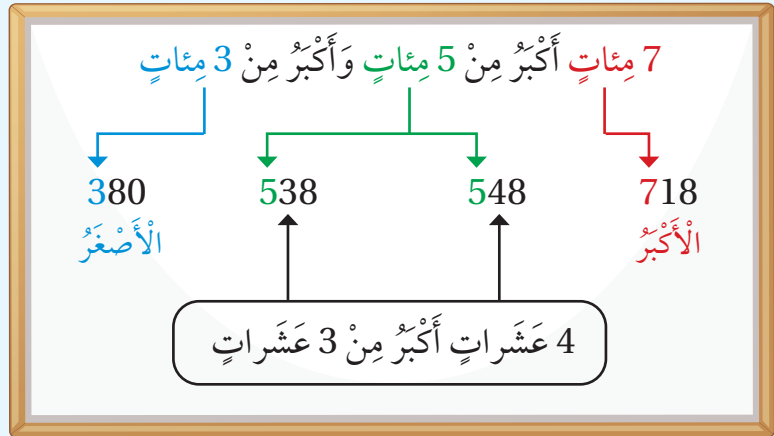 7 مِئاتٍ أَكْبَرُ مِنْ 5 مِئاتٍ وَأَكْبَرُ مِنْ 3 مِئاتٍ
718 548 538 380
الْأَكْبَرُ الْأَصْغَرُ
4 عَشَراتٍ أَكْبَرُ مِنْ 3 عَشَراتٍ